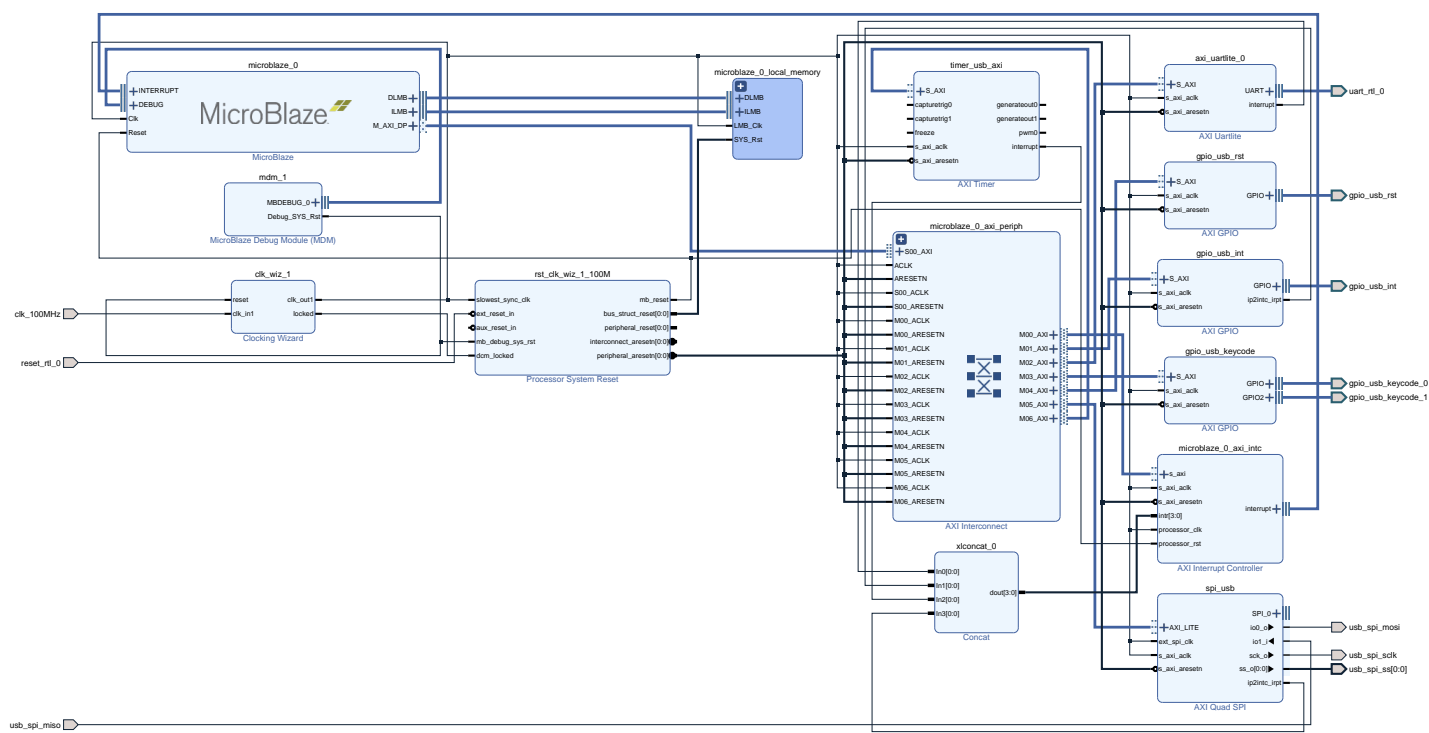 microblaze_0
INTERRUPT
DEBUG
Clk
Reset
MicroBlaze
DLMB
ILMB
M_AXI_DP
MicroBlaze
mdm_1
MBDEBUG_0
Debug_SYS_Rst
MicroBlaze Debug Module (MDM)
clk_wiz_1
reset
clk_in1
clk_out1
locked
Clocking Wizard
clk_100MHz
reset_rtl_0
usb_spi_miso
rst_clk_wiz_1_100M
slowest_sync_clk
ext_reset_in
aux_reset_in
mb_debug_sys_rst
dcm_locked
mb_reset
bus_struct_reset[0:0]
peripheral_reset[0:0]
interconnect_aresetn[0:0]
peripheral_aresetn[0:0]
Processor System Reset
microblaze_0_local_memory
DLMB
ILMB
LMB_Clk
SYS_Rst
timer_usb_axi
S_AXI
capturetrig0
capturetrig1
freeze
s_axi_aclk
s_axi_aresetn
generateout0
generateout1
pwm0
interrupt
AXI Timer
microblaze_0_axi_periph
S00_AXI
ACLK
ARESETN
S00_ACLK
S00_ARESETN
M00_ACLK
M00_ARESETN
M01_ACLK
M01_ARESETN
M02_ACLK
M02_ARESETN
M03_ACLK
M03_ARESETN
M04_ACLK
M04_ARESETN
M05_ACLK
M05_ARESETN
M06_ACLK
M06_ARESETN
M00_AXI
M01_AXI
M02_AXI
M03_AXI
M04_AXI
M05_AXI
M06_AXI
AXI Interconnect
xlconcat_0
In0[0:0]
In1[0:0]
In2[0:0]
In3[0:0]
dout[3:0]
Concat
axi_uartlite_0
S_AXI
s_axi_aclk
s_axi_aresetn
UART
interrupt
AXI Uartlite
uart_rtl_0
gpio_usb_rst
S_AXI
s_axi_aclk
s_axi_aresetn
GPIO
AXI GPIO
gpio_usb_rst
gpio_usb_int
S_AXI
s_axi_aclk
s_axi_aresetn
GPIO
ip2intc_irpt
AXI GPIO
gpio_usb_int
gpio_usb_keycode
S_AXI
s_axi_aclk
s_axi_aresetn
GPIO
GPIO2
AXI GPIO
gpio_usb_keycode_0
gpio_usb_keycode_1
microblaze_0_axi_intc
s_axi
s_axi_aclk
s_axi_aresetn
intr[3:0]
processor_clk
processor_rst
interrupt
AXI Interrupt Controller
spi_usb
AXI_LITE
ext_spi_clk
s_axi_aclk
s_axi_aresetn
SPI_0
io0_o
io1_i
sck_o
ss_o[0:0]
ip2intc_irpt
AXI Quad SPI
usb_spi_mosi
usb_spi_sclk
usb_spi_ss[0:0]